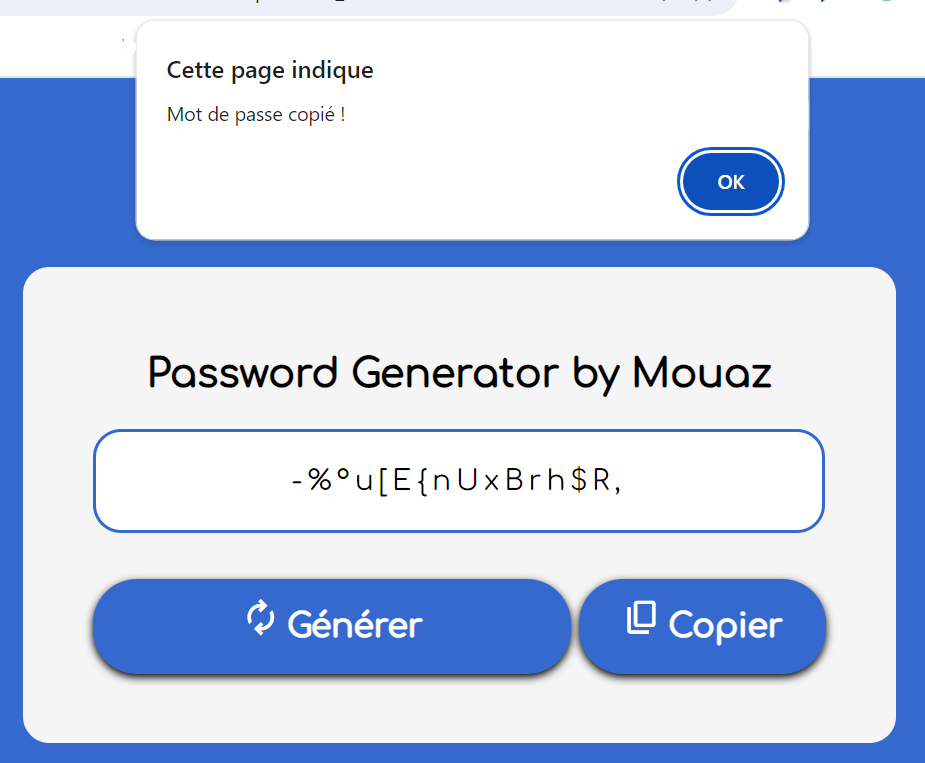 Cette page indique
Mot de passe copié !
OK
Password Generator by Mouaz
-%°u[E{nUxBrh$R,
Générer
Copier